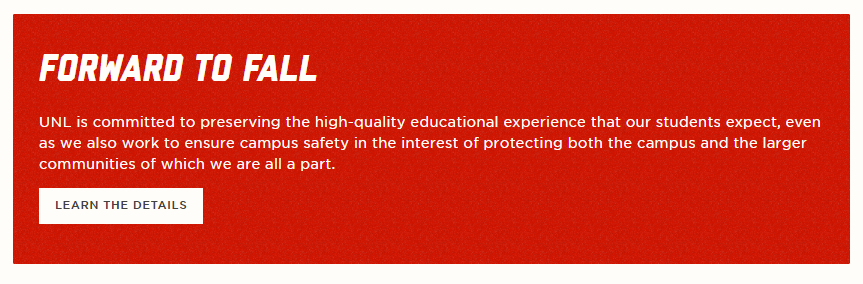 FORWARD TO FALL
UNL is committed to preserving the high-quality educational experience that our students expect, even
as we also work to ensure campus safety in the interest of protecting both the campus and the larger
communities of which we are all a part.
LEARN THE DETAILS